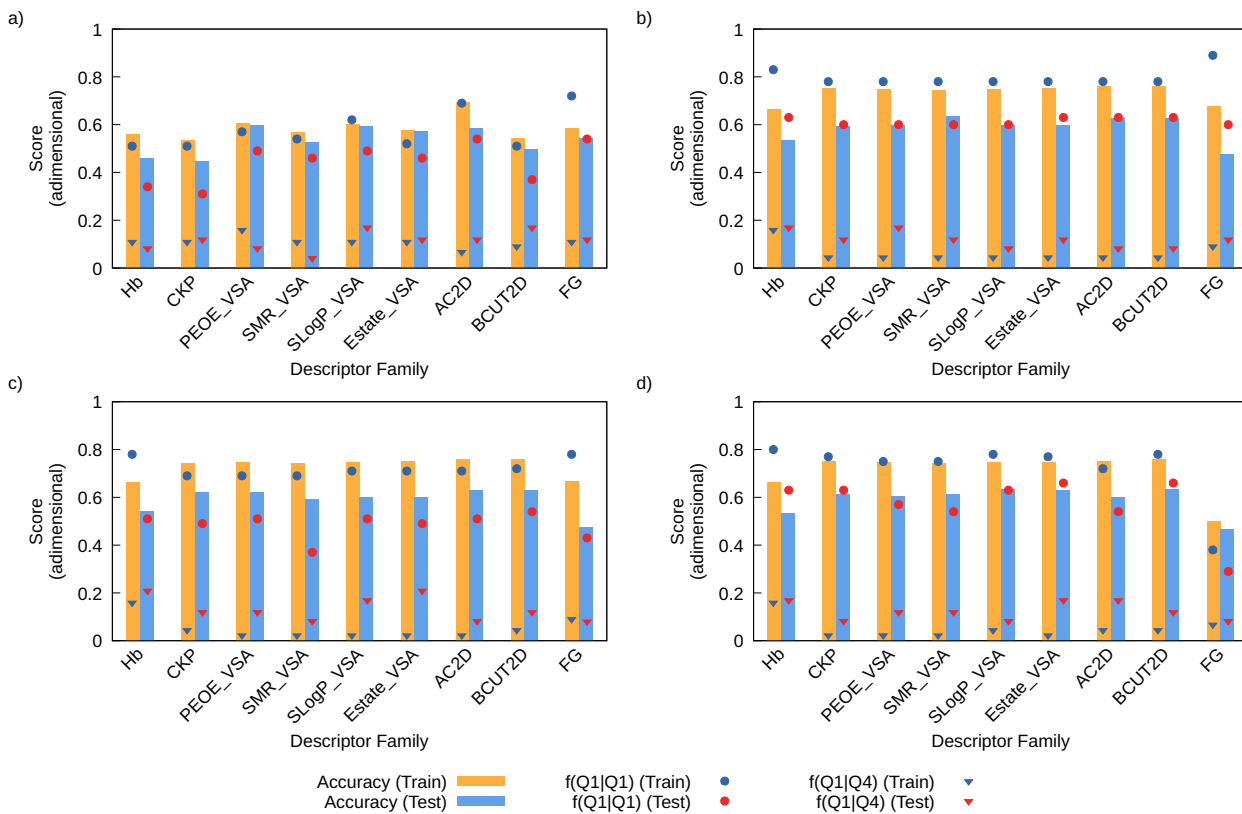 a)
1
0.8
0.6
0.4
0.2
0
Score
(adimensional)
Hb
CKP
PEOE_VSA
SMR_VSA
SLogP_VSA
Estate_VSA
AC2D
BCUT2D
FG
Descriptor Family
b)
1
0.8
0.6
0.4
0.2
0
Score
(adimensional)
Hb
CKP
PEOE_VSA
SMR_VSA
SLogP_VSA
Estate_VSA
AC2D
BCUT2D
FG
Descriptor Family
c)
1
0.8
0.6
0.4
0.2
0
Score
(adimensional)
Hb
CKP
PEOE_VSA
SMR_VSA
SLogP_VSA
Estate_VSA
AC2D
BCUT2D
FG
Descriptor Family
d)
1
0.8
0.6
0.4
0.2
0
Score
(adimensional)
Hb
CKP
PEOE_VSA
SMR_VSA
SLogP_VSA
Estate_VSA
AC2D
BCUT2D
FG
Descriptor Family
Accuracy (Train) f(Q1|Q1) (Train) f(Q1|Q4) (Train)
Accuracy (Test) f(Q1|Q1) (Test) f(Q1|Q4) (Test)